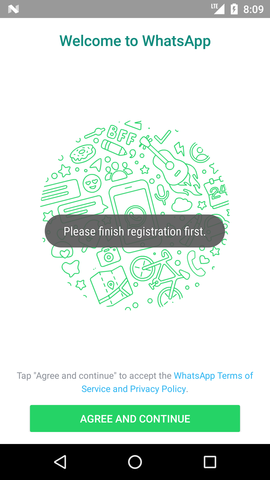 LTE 8:09
Welcome to WhatsApp
BFF
24
Please finish registration first.
Tap "Agree and continue" to accept the WhatsApp Terms of
Service and Privacy Policy.
AGREE AND CONTINUE